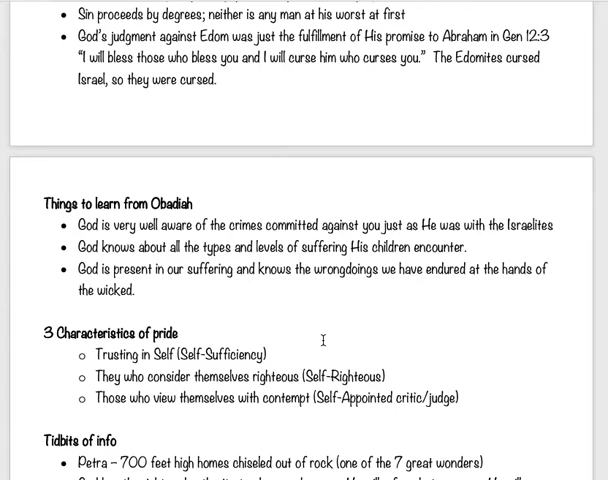 Sin proceeds by degrees; neither is any man at his worst at first
God's judgment against Edom was just the fulfillment of His promise to Abraham in Gen 12:3
"I will bless those who bless you and I will curse him who curses you." The Edomites cursed
Israel, so they were cursed.
Things to learn from Obadiah
God is very well aware of the crimes committed against you just as He was with the Israelites
God knows about all the types and levels of suffering His children encounter.
God is present in our suffering and knows the wrongdoings we have endured at the hands of
the wicked.
3 Characteristics of pride
Trusting in Self (Self-Sufficiency)
They who consider themselves righteous (Self-Righteous)
Those who view themselves with contempt (Self-Appointed critic/judge)
Tidbits of info
Petra – 700 feet high homes chiseled out of rock (one of the 7 great wonders)